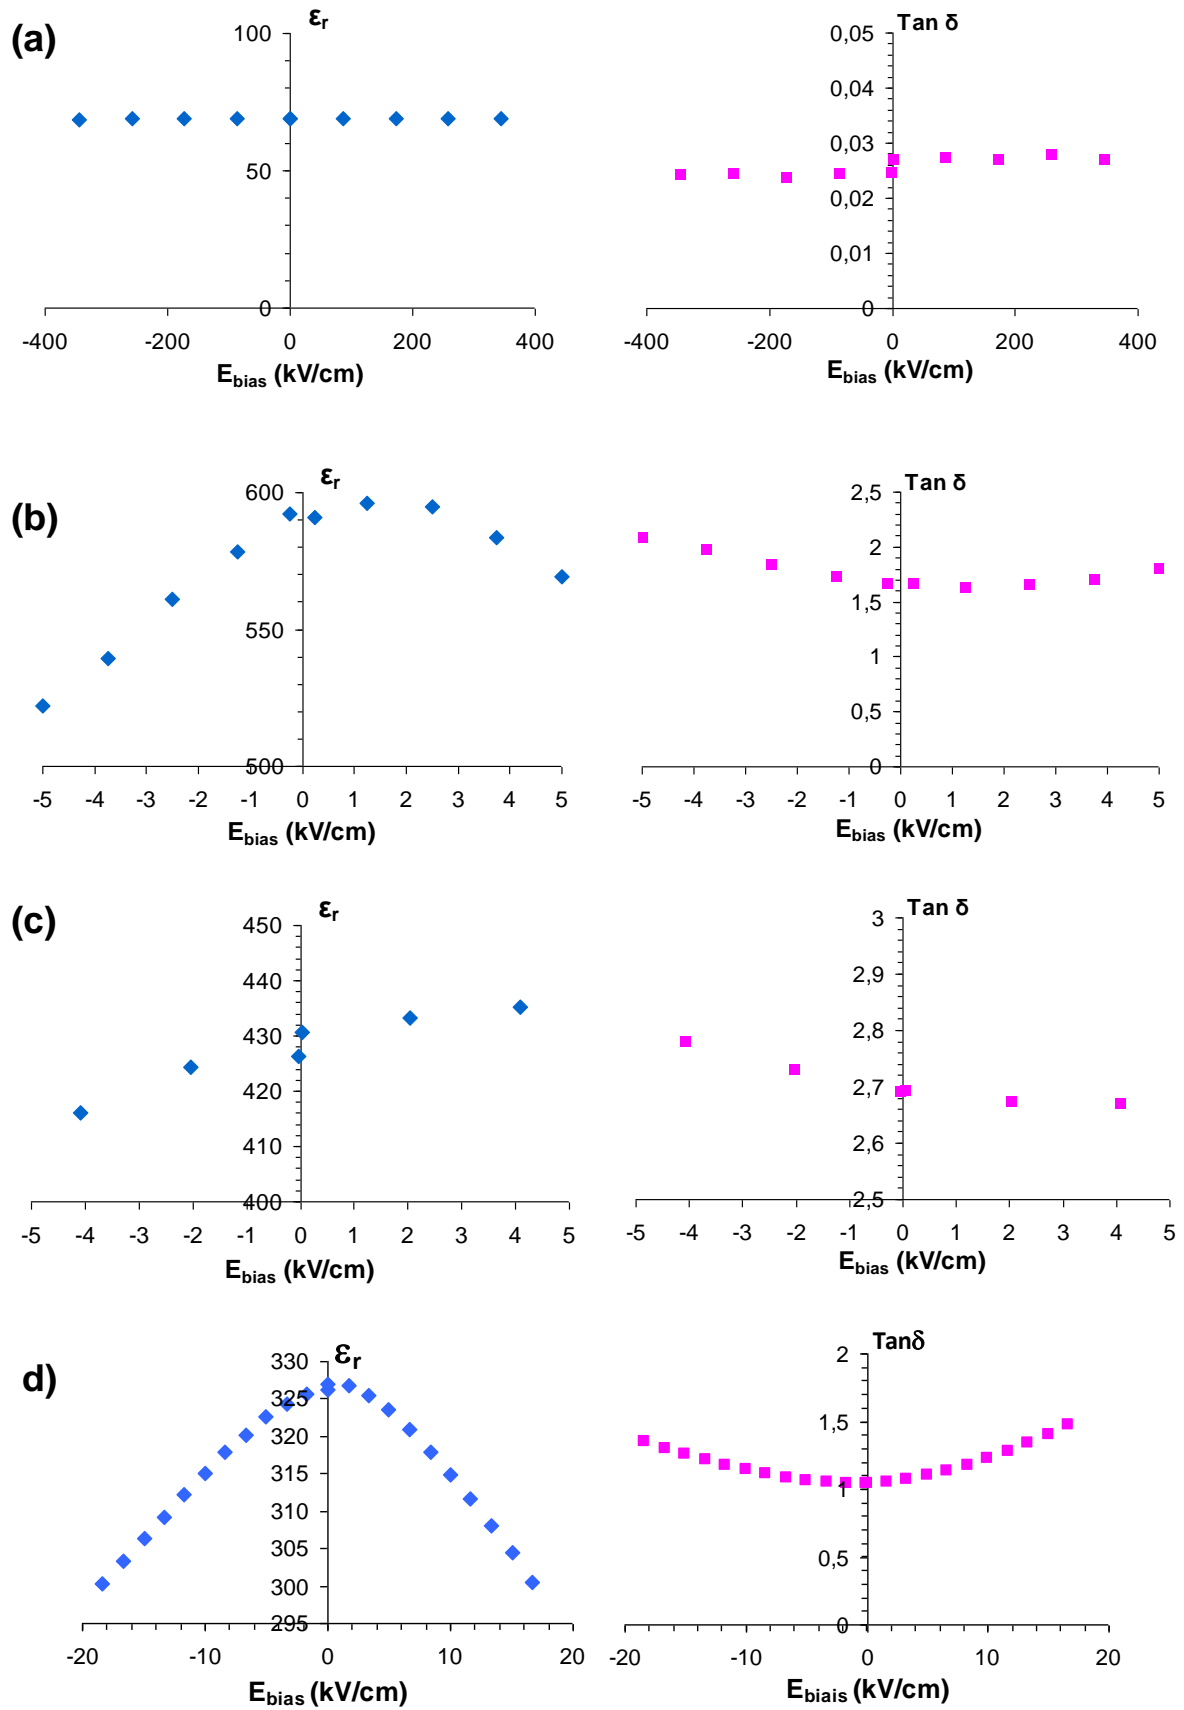 (a)
εr
100
50
0
-400 -200 0 200 400
Ebias (kV/cm)
Tan δ
0,05
0,04
0,03
0,02
0,01
0
-400 -200 0 200 400
Ebias (kV/cm)
(b)
εr
600
550
500
-5 -4 -3 -2 -1 0 1 2 3 4 5
Ebias (kV/cm)
Tan δ
2,5
2
1,5
1
0,5
0
-5 -4 -3 -2 -1 0 1 2 3 4 5
Ebias (kV/cm)
(c)
εr
450
440
430
420
410
400
-5 -4 -3 -2 -1 0 1 2 3 4 5
Ebias (kV/cm)
Tan δ
3
2,9
2,8
2,7
2,6
2,5
-5 -4 -3 -2 -1 0 1 2 3 4 5
Ebias (kV/cm)
d)
εr
330
325
320
315
310
305
300
295
-20 -10 0 10 20
Ebias (kV/cm)
Tanδ
2
1,5
1
0,5
0
-20 -10 0 10 20
Ebiais (kV/cm)